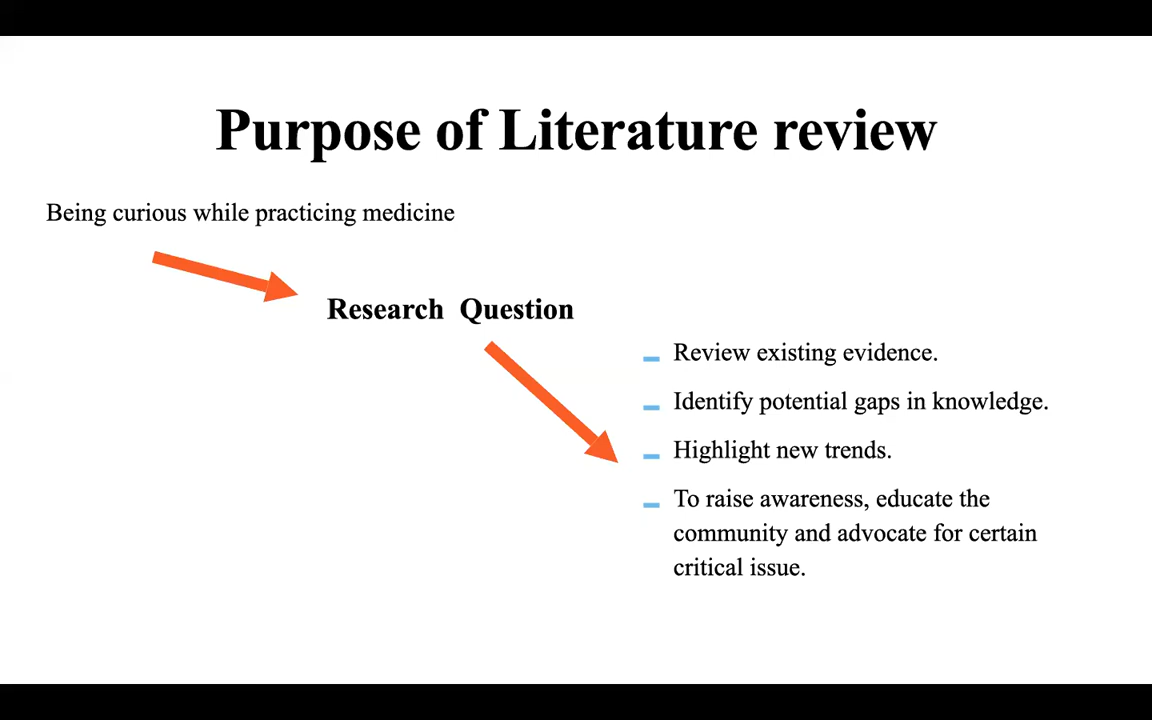 Purpose of Literature review
Being curious while practicing medicine
Research Question
Review existing evidence.
Identify potential gaps in knowledge.
Highlight new trends.
To raise awareness, educate the
community and advocate for certain
critical issue.